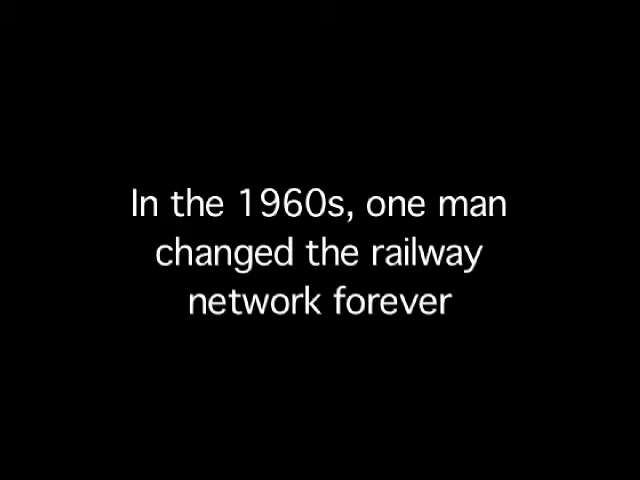 In the 1960s, one man
changed the railway
network forever